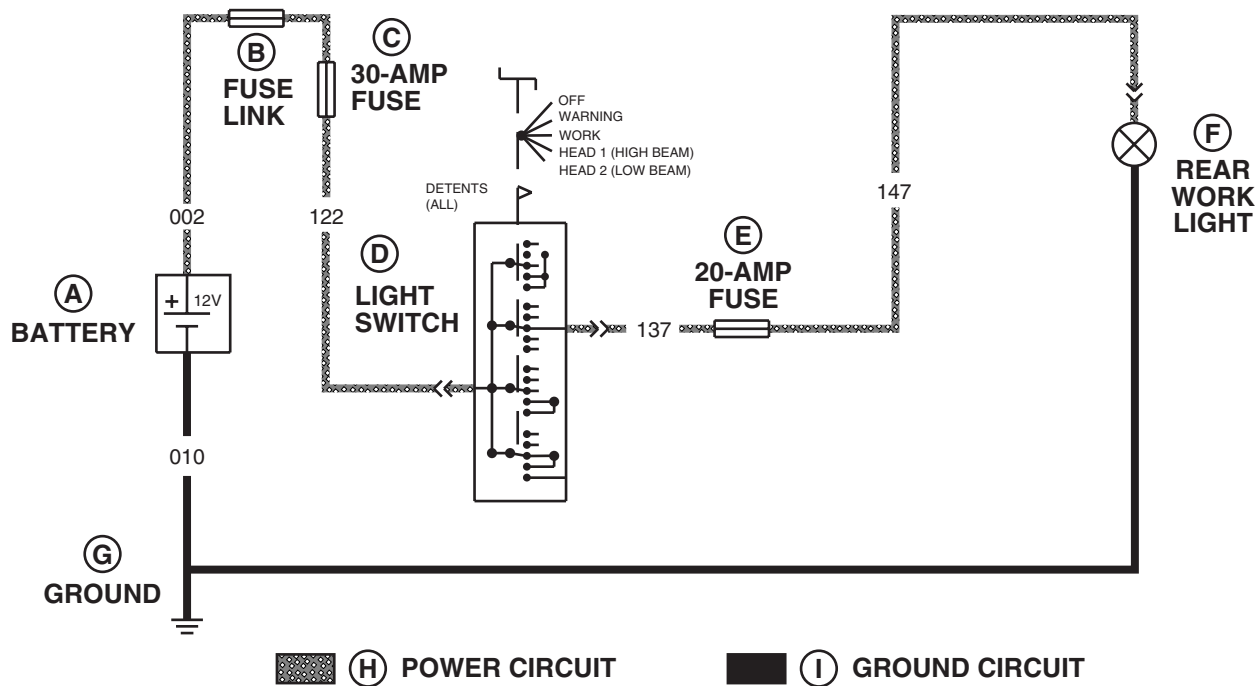 B
FUSE
LINK
C
30-AMP
FUSE
OFF
WARNING
WORK
HEAD 1 (HIGH BEAM)
HEAD 2 (LOW BEAM)
DETENTS
(ALL)
002
122
147
F
REAR
WORK
LIGHT
A
BATTERY
+ 12V
D
LIGHT
SWITCH
E
20-AMP
FUSE
137
010
G
GROUND
H POWER CIRCUIT
I GROUND CIRCUIT